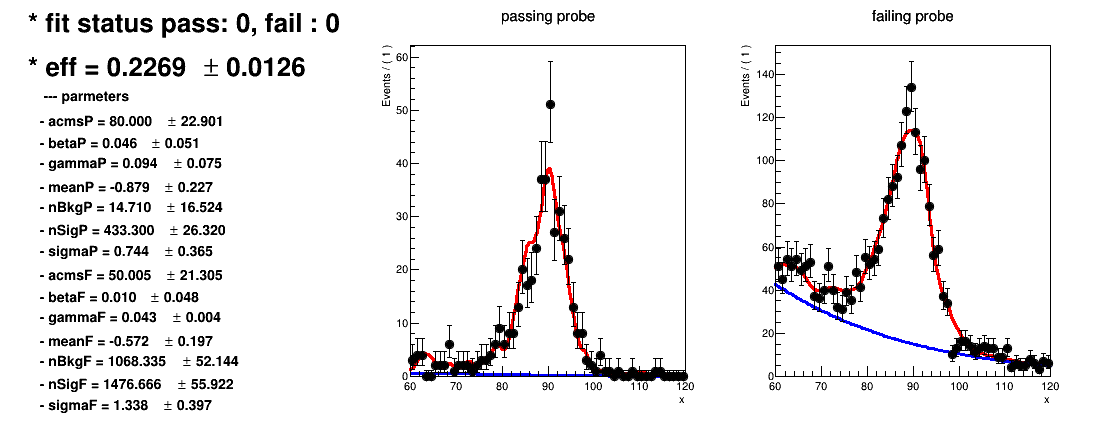 * fit status pass: 0, fail : 0
* eff = 0.2269 ± 0.0126
--- parmeters
- acmsP = 80.000 ± 22.901
- betaP = 0.046 ± 0.051
- gammaP = 0.094 ± 0.075
- meanP = -0.879 ± 0.227
- nBkgP = 14.710 ± 16.524
- nSigP = 433.300 ± 26.320
- sigmaP = 0.744 ± 0.365
- acmsF = 50.005 ± 21.305
- betaF = 0.010 ± 0.048
- gammaF = 0.043 ± 0.004
- meanF = -0.572 ± 0.197
- nBkgF = 1068.335 ± 52.144
- nSigF = 1476.666 ± 55.922
- sigmaF = 1.338 ± 0.397
passing probe
Events / ( 1 )
60
50
40
30
20
10
0
60 70 80 90 100 110 120
x
failing probe
Events / ( 1 )
140
120
100
80
60
40
20
0
60 70 80 90 100 110 120
x